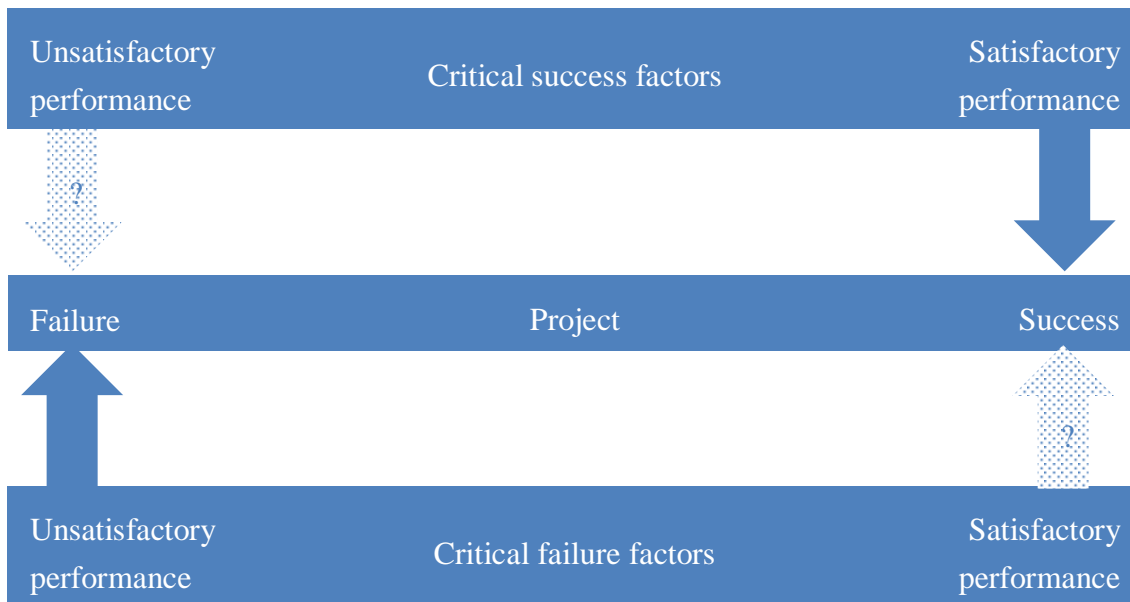 Unsatisfactory
performance
Critical success factors
Satisfactory
performance
?
Failure
Project
Success
?
Unsatisfactory
performance
Critical failure factors
Satisfactory
performance